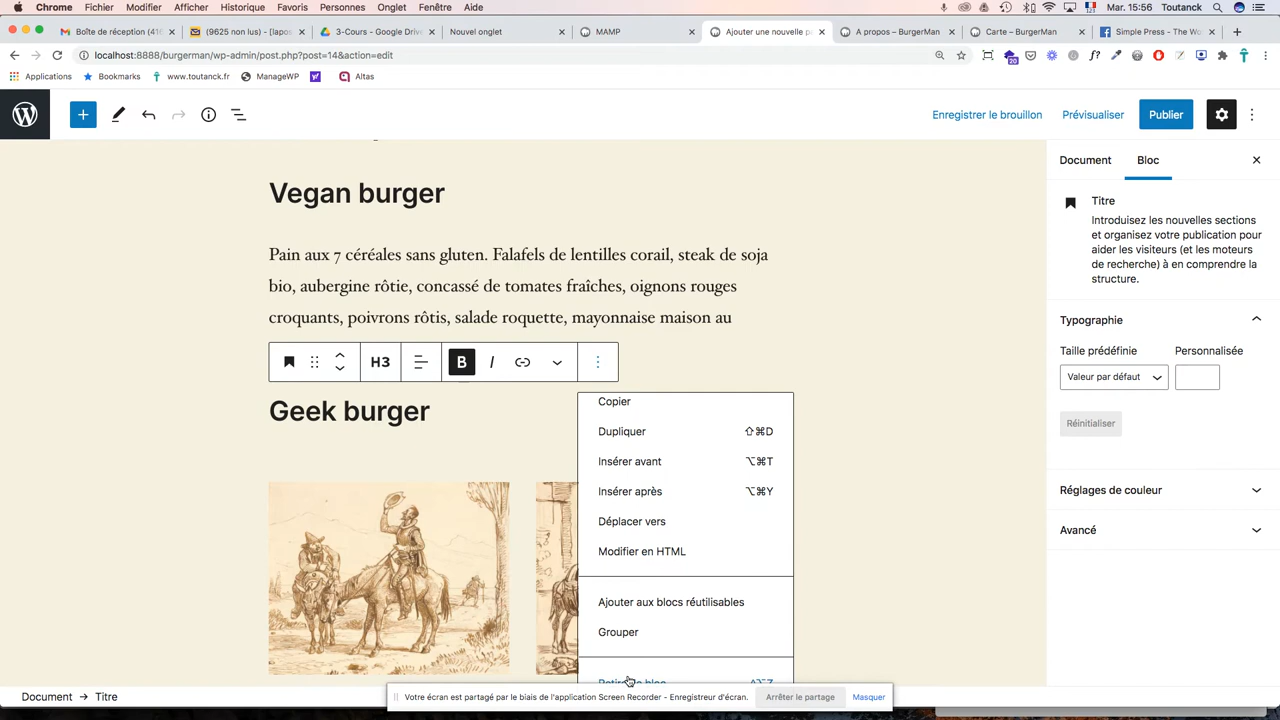 Chrome Fichier Modifier Afficher Historique Favoris Personnes Onglet Fenêtre Aide Mar. 15:56 Toutanck
Boîte de réception (416 (9625 non lus) - [lapos 3-Cours - Google Driv Nouvel onglet MAMP Ajouter une nouvelle p A propos – BurgerMan Carte – BurgerMan Simple Press - The Wo
localhost:8888/burgerman/wp-admin/post.php?post=14&action=edit
20
Applications Bookmarks www.toutanck.fr ManageWP Altas
Enregistrer le brouillon Prévisualiser Publier
Document Bloc
Vegan burger
Titre
Introduisez les nouvelles sections
et organisez votre publication pour
aider les visiteurs (et les moteurs
de recherche) à en comprendre la
structure.
Pain aux 7 céréales sans gluten. Falafels de lentilles corail, steak de soja
bio, aubergine rôtie, concassé de tomates fraîches, oignons rouges
croquants, poivrons rôtis, salade roquette, mayonnaise maison au
Typographie
Taille prédéfinie Personnalisée
Valeur par défaut
Réinitialiser
H3 B I
Geek burger
Copier
Dupliquer ⇧⌘D
Insérer avant ⌥⌘T
Insérer après ⌥⌘Y
Déplacer vers
Modifier en HTML
Ajouter aux blocs réutilisables
Grouper
Réglages de couleur
Avancé
Document → Titre
Votre écran est partagé par le biais de l'application Screen Recorder - Enregistreur d'écran. Arrêter le partage Masquer